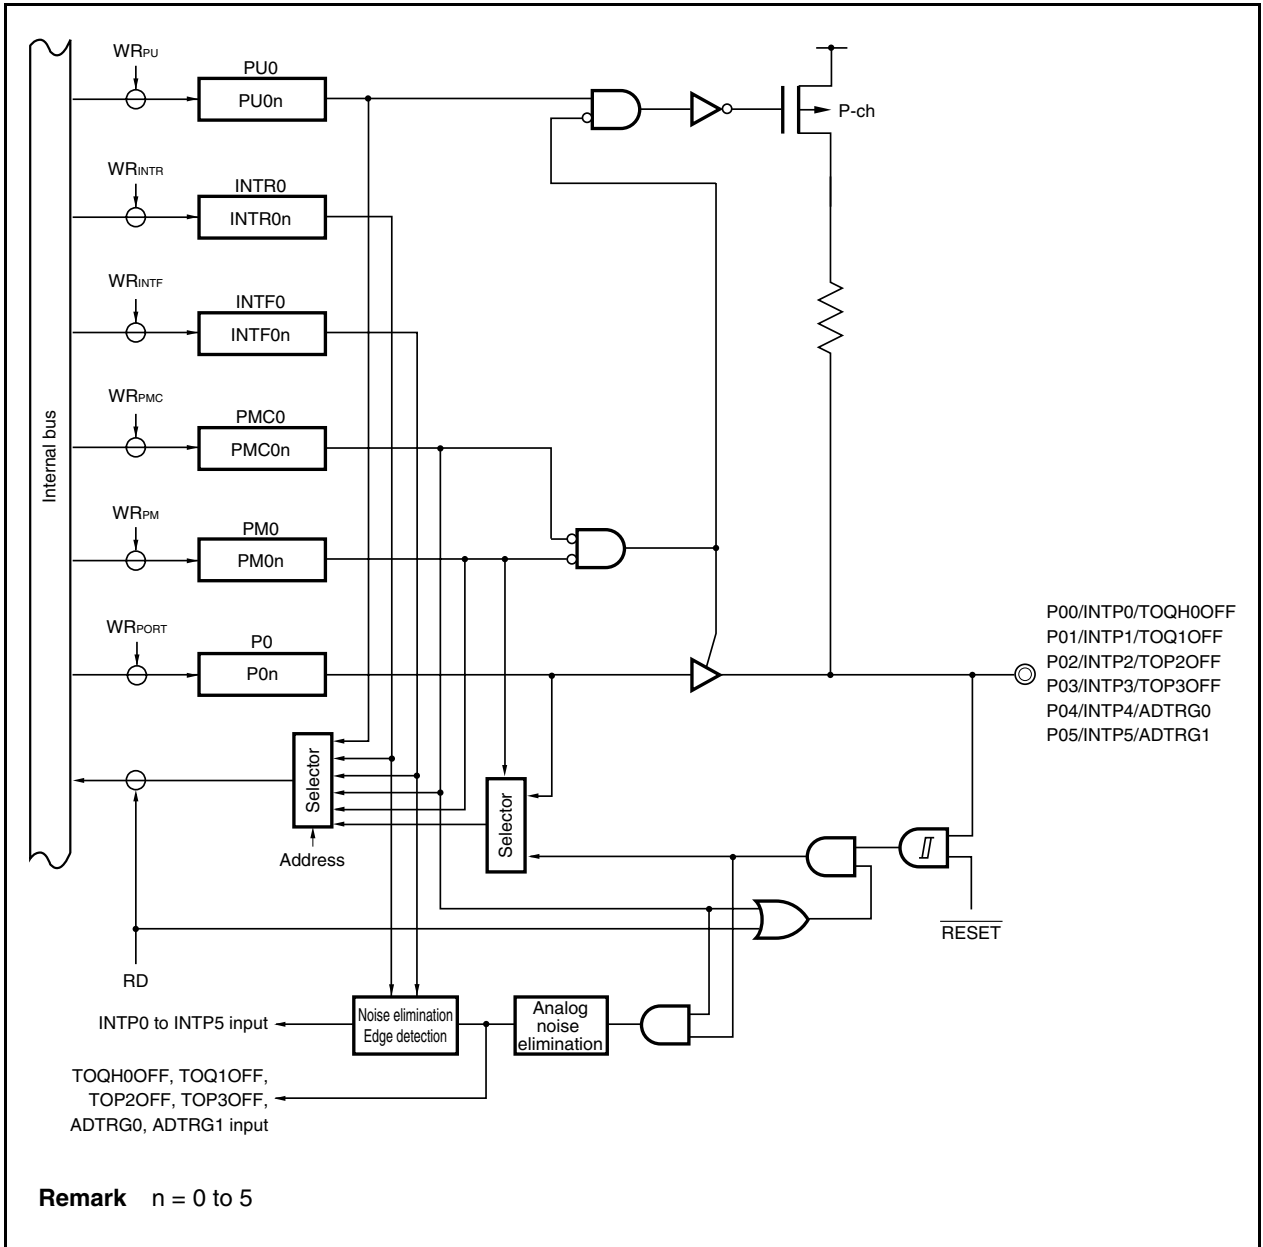 WRPU
PU0
PU0n
P-ch
WRINTR
INTR0
INTR0n
WRINTF
INTF0
INTF0n
WRPMC
PMC0
PMC0n
Internal bus
WRPM
PM0
PM0n
WRPORT
P0
P0n
P00/INTP0/TOQH0OFF
P01/INTP1/TOQ1OFF
P02/INTP2/TOP2OFF
P03/INTP3/TOP3OFF
P04/INTP4/ADTRG0
P05/INTP5/ADTRG1
Selector
Address
Selector
RESET
RD
Noise elimination
Edge detection
Analog
noise
elimination
INTP0 to INTP5 input
TOQH0OFF, TOQ1OFF,
TOP2OFF, TOP3OFF,
ADTRG0, ADTRG1 input
Remark n = 0 to 5